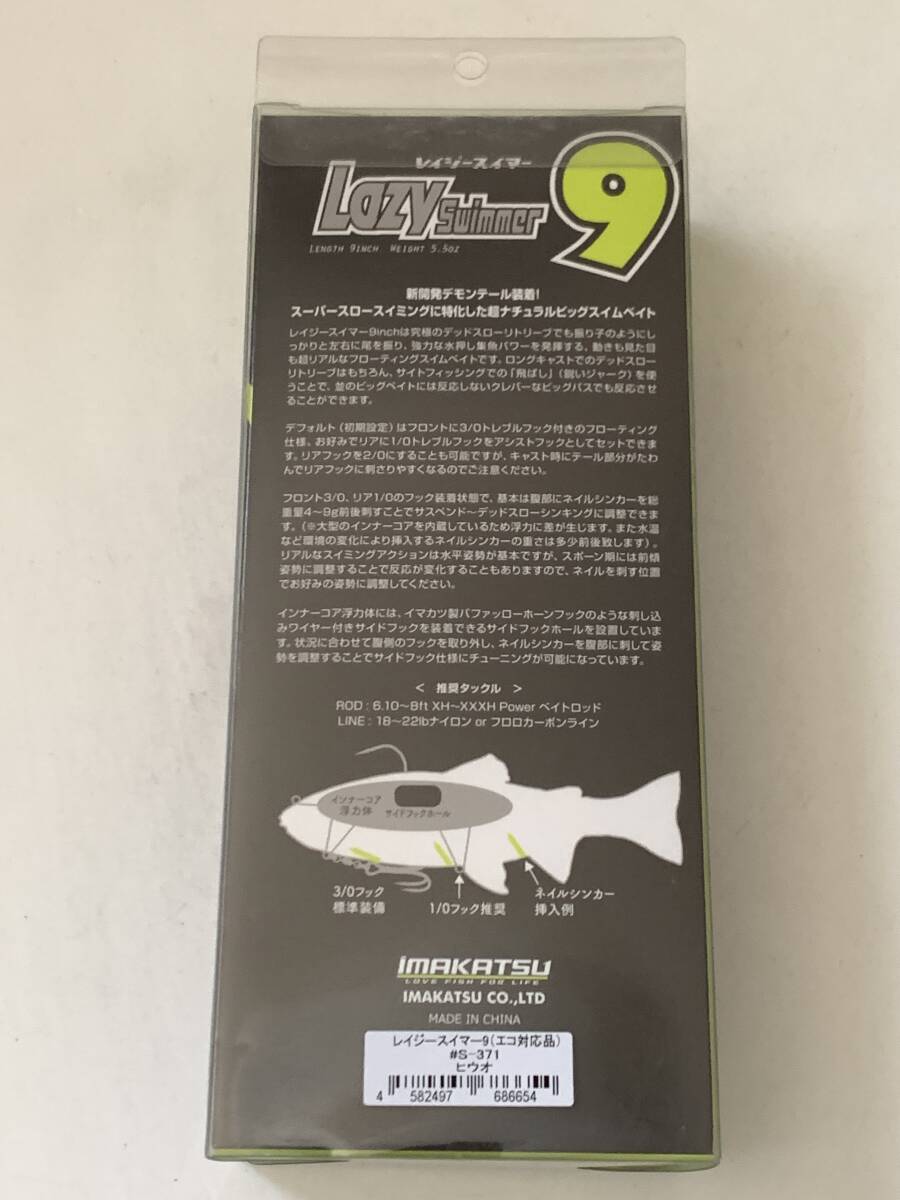 レイジースイマー
Lazy Swimmer 9
LENGTH 9INCH WEIGHT 5.5OZ
新開発デモンテール装着!
スーパースロースイミングに特化した超ナチュラルビッグスイムベイト
レイジースイマー9inchは究極のデッドスローリトリーブでも振り子のようにし
っかりと左右に尾を振り、強力な水押し集魚パワーを発揮する、動きも見た目
も超リアルなフローティングスイムベイトです。ロングキャストでのデッドスロー
リトリーブはもちろん、サイトフィッシングでの「飛ばし」(鋭いジャーク)を使
うことで、並のビッグベイトには反応しないクレバーなビッグバスでも反応させ
ることができます。
デフォルト(初期設定)はフロントに3/0トレブルフック付きのフローティング
仕様、お好みでリアに1/0トレブルフックをアシストフックとしてセットできま
す。リアフックを2/0にすることも可能ですが、キャスト時にテール部分がたわ
んでリアフックに刺さりやすくなるのでご注意ください。
フロント3/0、リア1/0のフック装着状態で、基本は腹部にネイルシンカーを総
重量4~9g前後刺すことでサスペンド~デッドスローシンキングに調整できま
す。(※大型のインナーコアを内蔵しているため浮力に差が生じます。また水温
など環境の変化により挿入するネイルシンカーの重さは多少前後致します)。
リアルなスイミングアクションは水平姿勢が基本ですが、スポーン期には前傾
姿勢に調整することで反応が変化することもありますので、ネイルを刺す位置
でお好みの姿勢に調整してください。
インナーコア浮力体には、イマカツ製バファッローホーンフックのような刺し込
みワイヤー付きサイドフックを装着できるサイドフックホールを設置していま
す。状況に合わせて腹側のフックを取り外し、ネイルシンカーを腹部に刺して姿
勢を調整することでサイドフック仕様にチューニングが可能になっています。
< 推奨タックル >
ROD : 6.10~8ft XH~XXXH Power ベイトロッド
LINE : 18~22lbナイロン or フロロカーボンライン
インナーコア
浮力体
サイドフックホール
3/0フック
標準装備
1/0フック推奨
ネイルシンカー
挿入例
IMAKATSU
LOVE FISH FOR LIFE
IMAKATSU CO.,LTD
MADE IN CHINA
レイジースイマー9(エコ対応品)
#S-371
ヒウオ
4 582497 686654